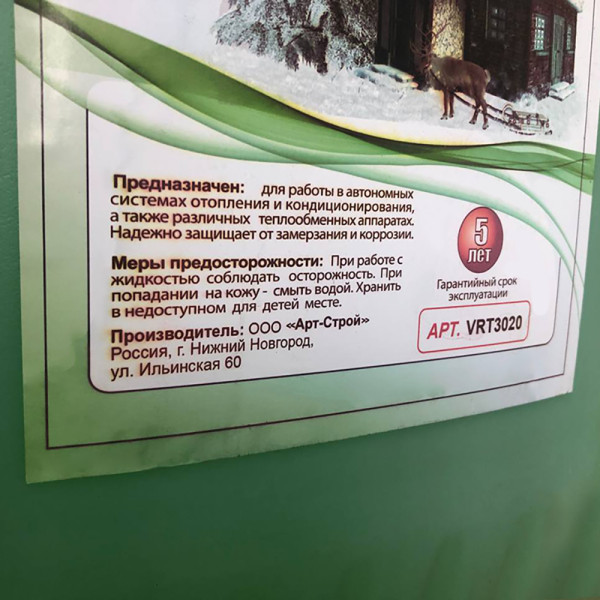 Предназначен: для работы в автономных
системах отопления и кондиционирования,
а также различных теплообменных аппаратах.
Надежно защищает от замерзания и коррозии.
Меры предосторожности: При работе с
жидкостью соблюдать осторожность. При
попадании на кожу - смыть водой. Хранить
в недоступном для детей месте.
Производитель: ООО «Арт-Строй»
Россия, г. Нижний Новгород,
ул. Ильинская 60
5
лет
Гарантийный срок
эксплуатации
АРТ. VRT3020